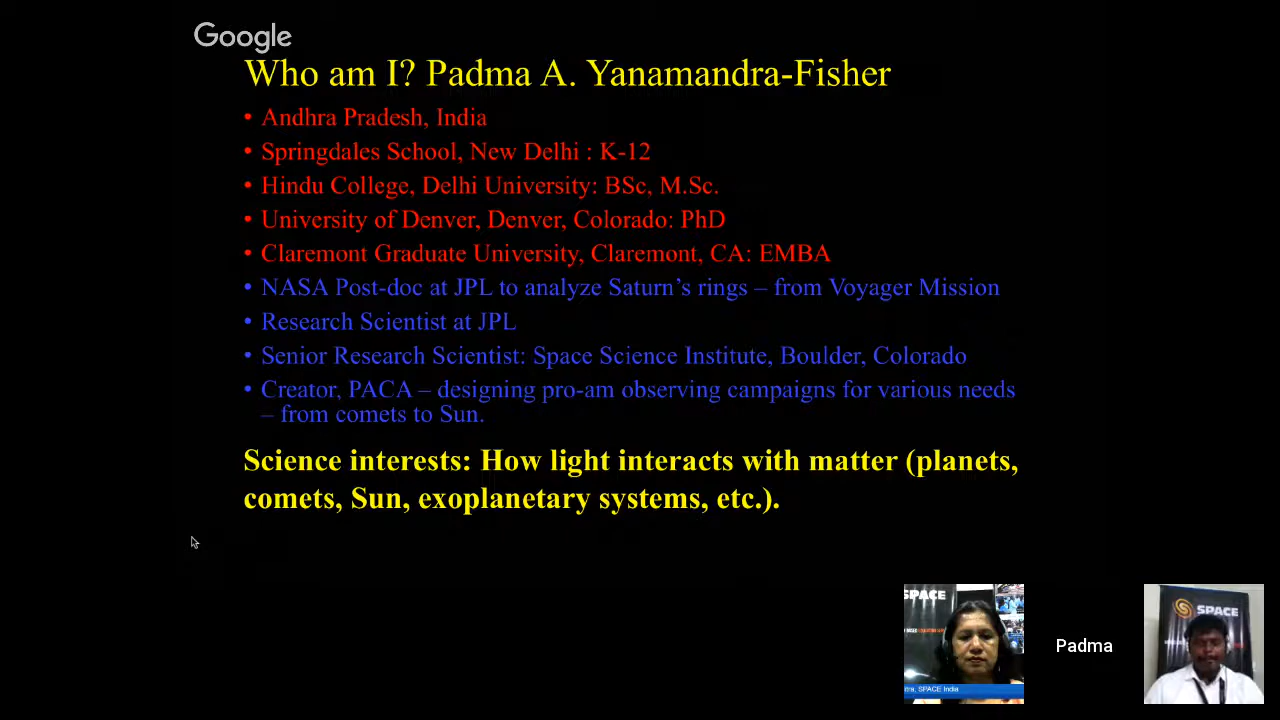 Google
Who am I? Padma A. Yanamandra-Fisher
• Andhra Pradesh, India
• Springdales School, New Delhi : K-12
• Hindu College, Delhi University: BSc, M.Sc.
• University of Denver, Denver, Colorado: PhD
• Claremont Graduate University, Claremont, CA: EMBA
• NASA Post-doc at JPL to analyze Saturn’s rings – from Voyager Mission
• Research Scientist at JPL
• Senior Research Scientist: Space Science Institute, Boulder, Colorado
• Creator, PACA – designing pro-am observing campaigns for various needs
– from comets to Sun.
Science interests: How light interacts with matter (planets,
comets, Sun, exoplanetary systems, etc.).
SPACE
SPACE India
Padma
SPACE